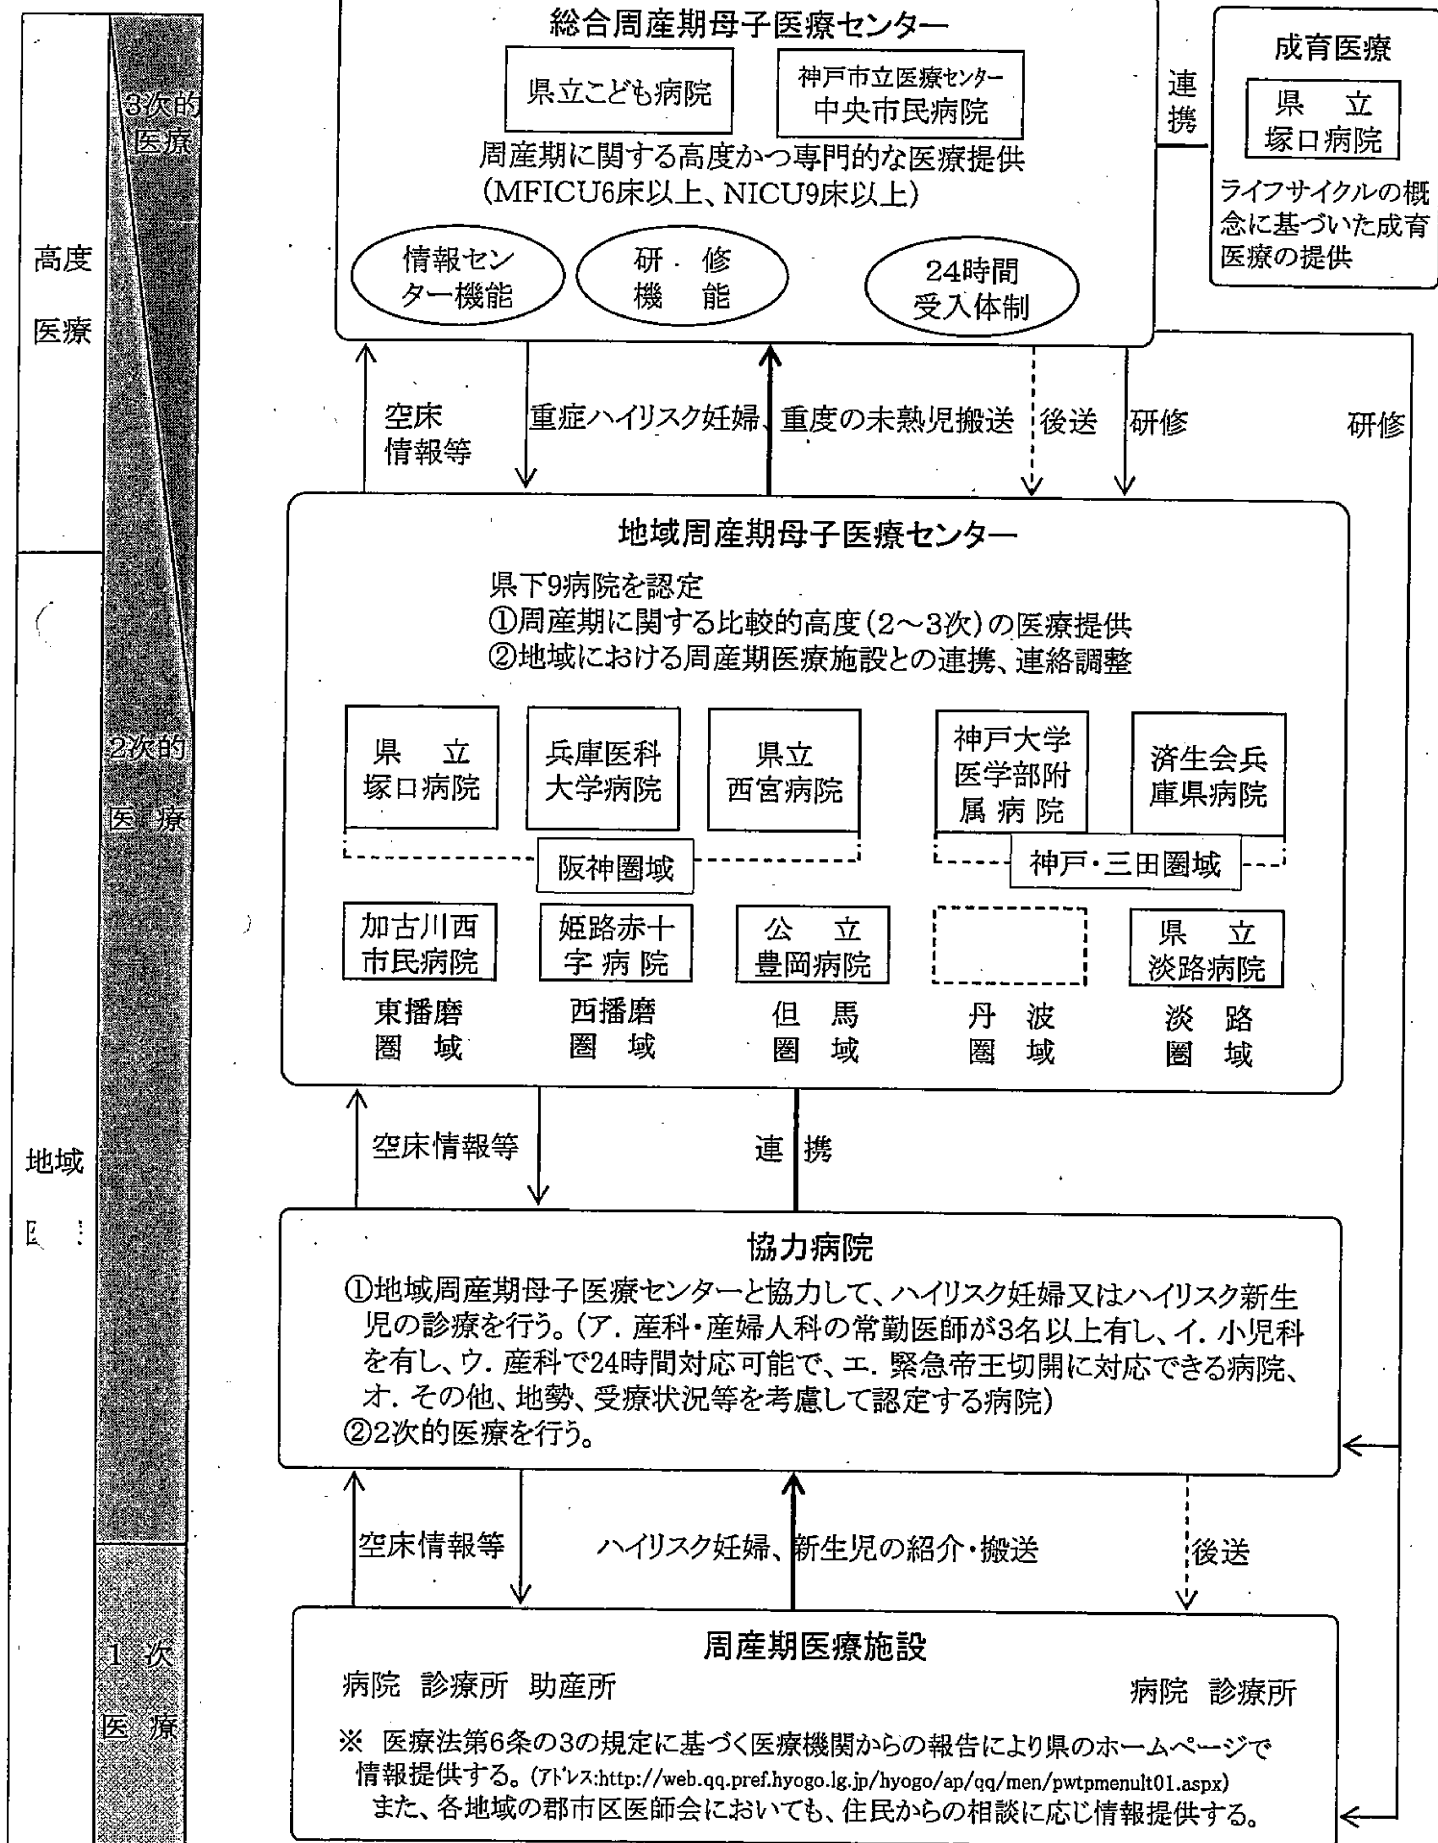 総合周産期母子医療センター
県立こども病院
神戸市立医療センター
中央市民病院
周産期に関する高度かつ専門的な医療提供
(MFICU6床以上、NICU9床以上)
情報セン
ター機能
研 修
機 能
24時間
受入体制
連
携
成育医療
県 立
塚口病院
ライフサイクルの概
念に基づいた成育
医療の提供
3次的
医療
高度
医療
空床
情報等
重症ハイリスク妊婦、重度の未熟児搬送
後送
研修
研修
地域周産期母子医療センター
県下9病院を認定
①周産期に関する比較的高度(2～3次)の医療提供
②地域における周産期医療施設との連携、連絡調整
県 立
塚口病院
兵庫医科
大学病院
県立
西宮病院
神戸大学
医学部附
属病院
済生会兵
庫県病院
阪神圏域
神戸・三田圏域
加古川西
市民病院
姫路赤十
字病院
公 立
豊岡病院
県 立
淡路病院
東播磨
圏 域
西播磨
圏 域
但 馬
圏 域
丹 波
圏 域
淡 路
圏 域
2次的
医 療
空床情報等
連 携
地域
協力病院
①地域周産期母子医療センターと協力して、ハイリスク妊婦又はハイリスク新生
児の診療を行う。(ア. 産科・産婦人科の常勤医師が3名以上有し、イ. 小児科
を有し、ウ. 産科で24時間対応可能で、エ. 緊急帝王切開に対応できる病院、
オ. その他、地勢、受療状況等を考慮して認定する病院)
②2次的医療を行う。
空床情報等
ハイリスク妊婦、新生児の紹介・搬送
後送
1 次
医 療
周産期医療施設
病院 診療所 助産所
病院 診療所
※ 医療法第6条の3の規定に基づく医療機関からの報告により県のホームページで
情報提供する。(アドレス:http://web.qq.pref.hyogo.lg.jp/hyogo/ap/qq/men/pwtpmenult01.aspx)
また、各地域の郡市区医師会においても、住民からの相談に応じ情報提供する。